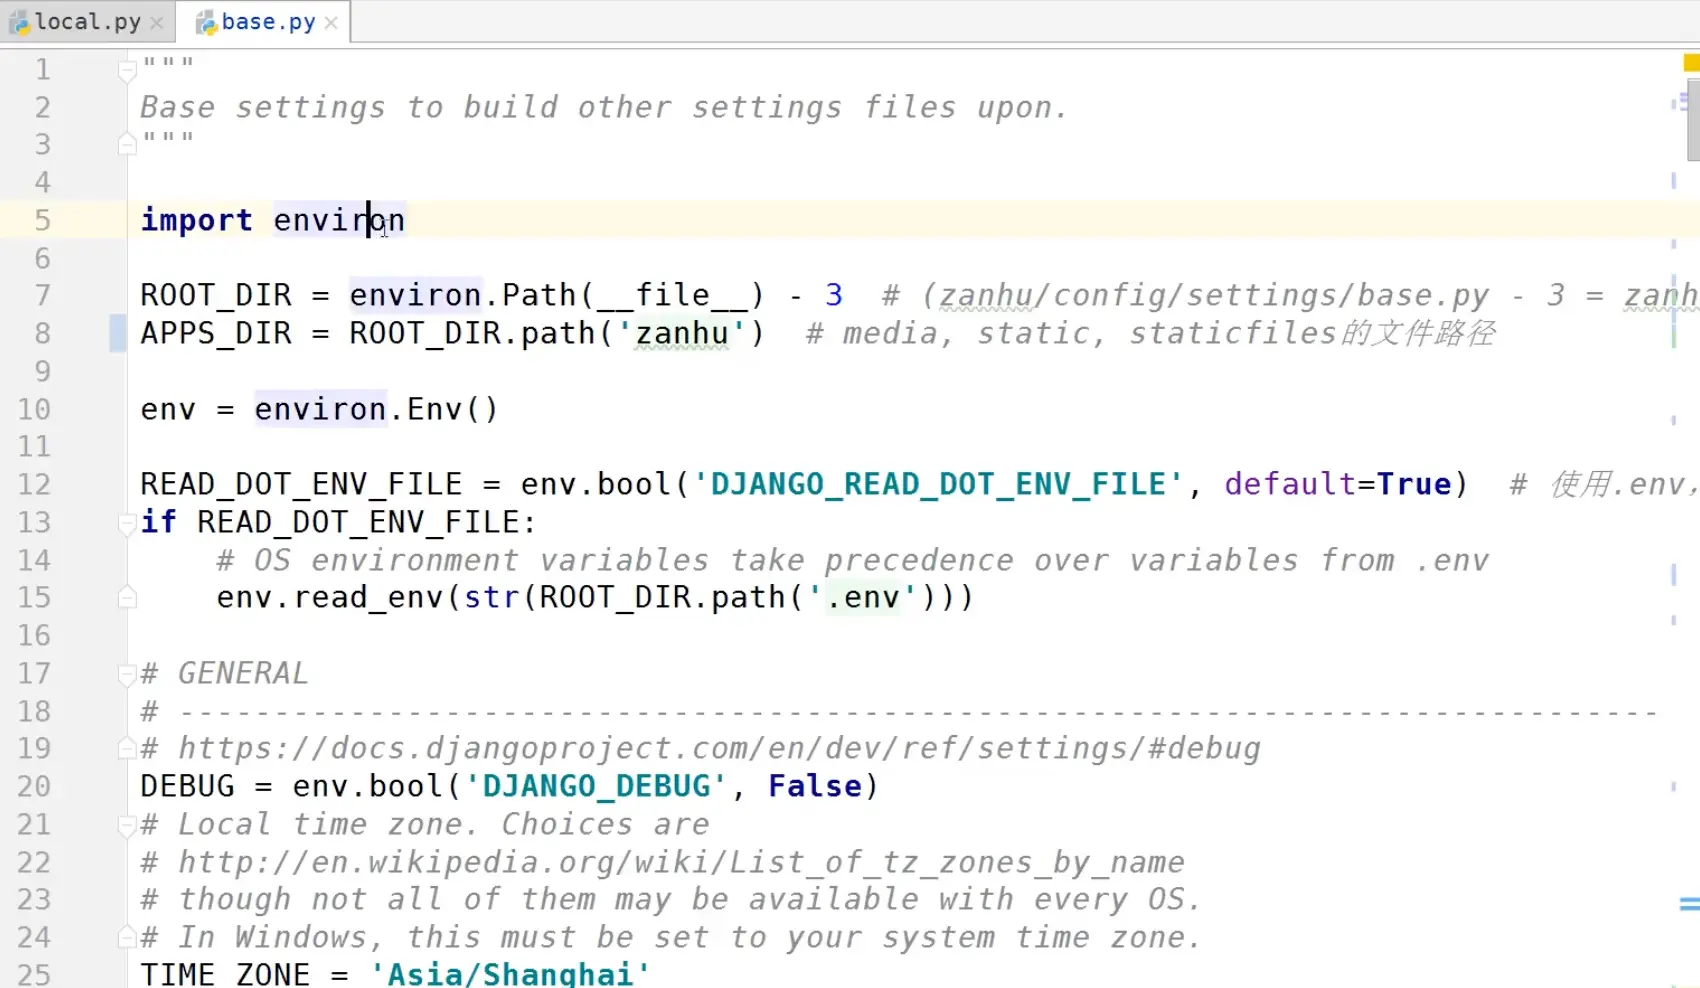 local.py
base.py
1 """
2 Base settings to build other settings files upon.
3 """
4
5 import environ
6
7 ROOT_DIR = environ.Path(__file__) - 3  # (zanhu/config/settings/base.py - 3 =
8 APPS_DIR = ROOT_DIR.path('zanhu')  # media, static, staticfiles的文件路径
9
10 env = environ.Env()
11
12 READ_DOT_ENV_FILE = env.bool('DJANGO_READ_DOT_ENV_FILE', default=True)  # 使用.env,
13 if READ_DOT_ENV_FILE:
14     # OS environment variables take precedence over variables from .env
15     env.read_env(str(ROOT_DIR.path('.env')))
16
17 # GENERAL
18 # ------------------------------------------------------------------------------
19 # https://docs.djangoproject.com/en/dev/ref/settings/#debug
20 DEBUG = env.bool('DJANGO_DEBUG', False)
21 # Local time zone. Choices are
22 # http://en.wikipedia.org/wiki/List_of_tz_zones_by_name
23 # though not all of them may be available with every OS.
24 # In Windows, this must be set to your system time zone.
25 TIME_ZONE = 'Asia/Shanghai'